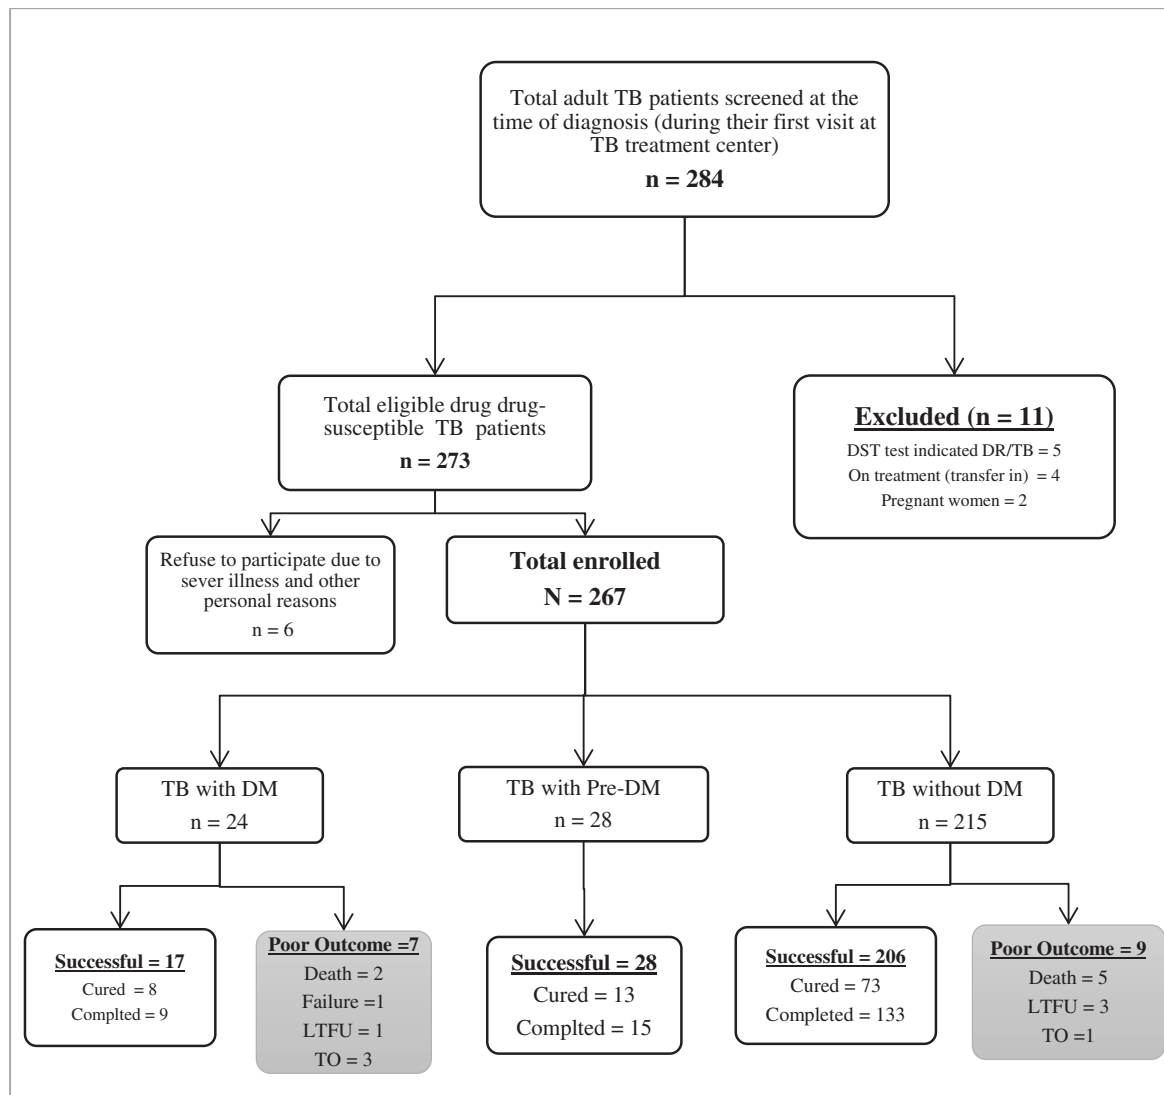 Total adult TB patients screened at the
time of diagnosis (during their first visit at
TB treatment center)
n = 284
Total eligible drug drug-
susceptible TB patients
n = 273
Excluded (n = 11)
DST test indicated DR/TB = 5
On treatment (transfer in) = 4
Pregnant women = 2
Refuse to participate due to
sever illness and other
personal reasons
n = 6
Total enrolled
N = 267
TB with DM
n = 24
TB with Pre-DM
n = 28
TB without DM
n = 215
Successful = 17
Cured = 8
Complted = 9
Poor Outcome =7
Death = 2
Failure =1
LTFU = 1
TO = 3
Successful = 28
Cured = 13
Complted = 15
Successful = 206
Cured = 73
Completed = 133
Poor Outcome = 9
Death = 5
LTFU = 3
TO =1